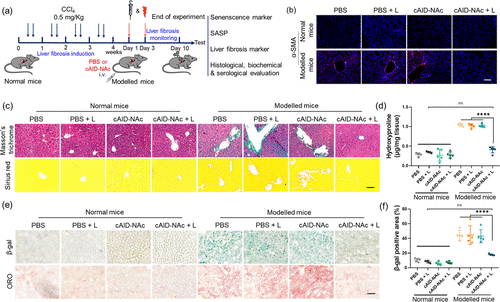 (a)
CCl4
0.5 mg/Kg
Liver fibrosis monitoring
End of experiment
0 1 2 3 4 weeks
Day 1 Day 3 Day 10 Test
Liver fibrosis induction
PBS or
cAID-NAc
i.v.
Normal mice
Modelled mice
Senescence marker
SASP
Liver fibrosis marker
Histological, biochemical
& serological evaluation
(b)
PBS PBS + L cAID-NAc cAID-NAc + L
α-SMA
Normal mice
Modelled mice
(c)
Normal mice Modelled mice
PBS PBS + L cAID-NAc cAID-NAc + L PBS PBS + L cAID-NAc cAID-NAc + L
Masson's trichrome
Sirius red
(d)
Hydroxyproline (μg/mg tissue)
ns
****
PBS PBS + L cAID-NAc cAID-NAc + L PBS PBS + L cAID-NAc cAID-NAc + L
Normal mice Modelled mice
(e)
Normal mice Modelled mice
PBS PBS + L cAID-NAc cAID-NAc + L PBS PBS + L cAID-NAc cAID-NAc + L
β-gal
ORO
(f)
β-gal positive area (%)
ns
****
PBS PBS + L cAID-NAc cAID-NAc + L PBS PBS + L cAID-NAc cAID-NAc + L
Normal mice Modelled mice